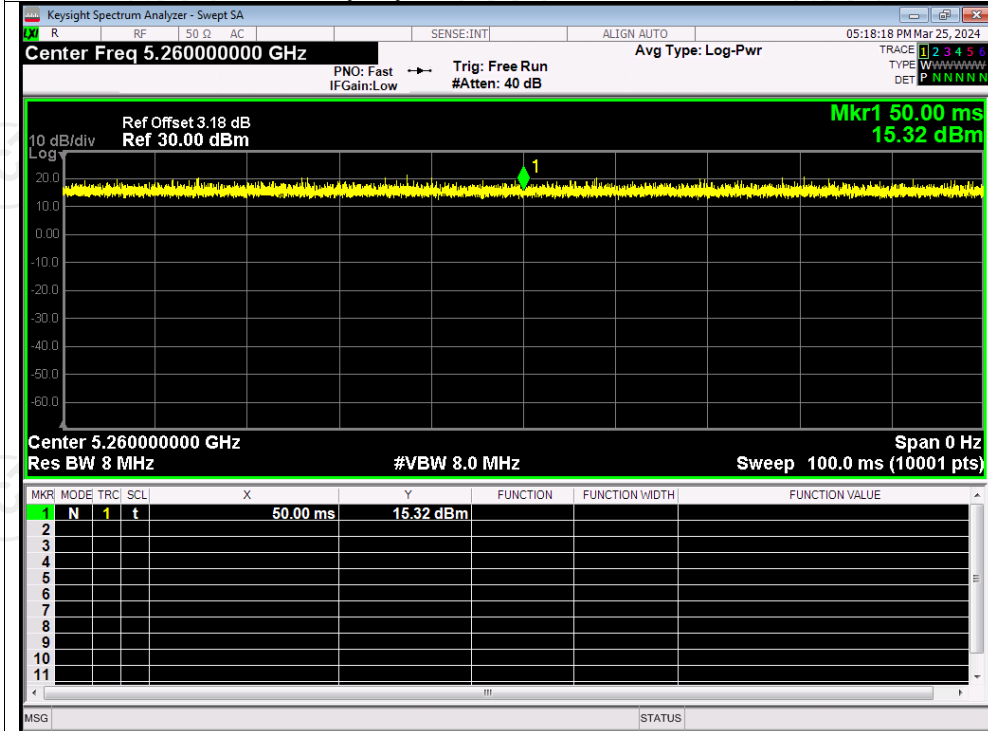 Keysight Spectrum Analyzer - Swept SA
LXI R RF 50 Ω AC SENSE:INT ALIGN AUTO 05:18:18 PM Mar 25, 2024
Center Freq 5.260000000 GHz Avg Type: Log-Pwr TRACE 1 2 3 4 5 6
PNO: Fast Trig: Free Run TYPE WWWWWW
IFGain:Low #Atten: 40 dB DET P N N N N N
Mkr1 50.00 ms
Ref Offset 3.18 dB
10 dB/div Ref 30.00 dBm 15.32 dBm
Log
1
20.0
10.0
0.00
-10.0
-20.0
-30.0
-40.0
-50.0
-60.0
Center 5.260000000 GHz Span 0 Hz
Res BW 8 MHz #VBW 8.0 MHz Sweep 100.0 ms (10001 pts)
MKR MODE TRC SCL X Y FUNCTION FUNCTION WIDTH FUNCTION VALUE
1 N 1 t 50.00 ms 15.32 dBm
2
3
4
5
6
7
8
9
10
11
MSG STATUS